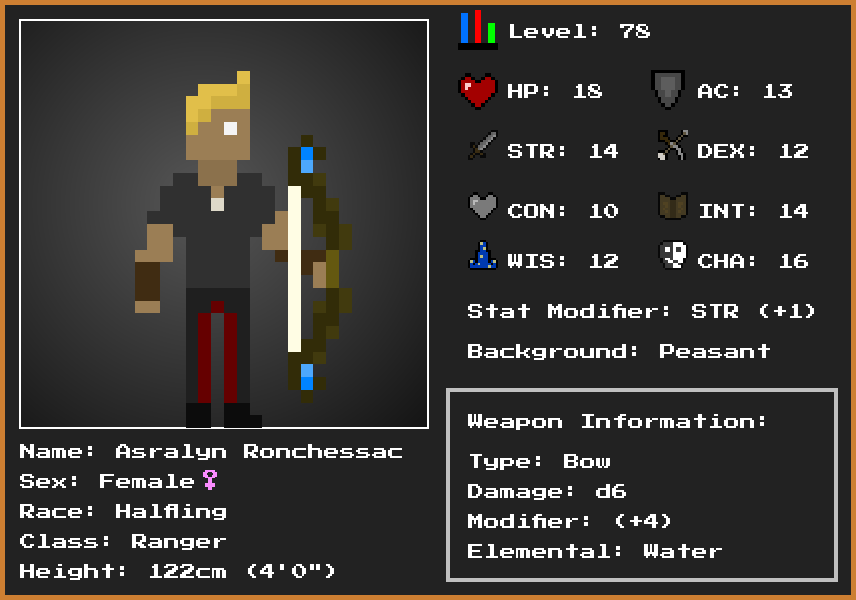 Level: 78
HP: 18
AC: 13
STR: 14
DEX: 12
CON: 10
INT: 14
WIS: 12
CHA: 16
Stat Modifier: STR (+1)
Background: Peasant
Weapon Information:
Type: Bow
Damage: d6
Modifier: (+4)
Elemental: Water
Name: Asralyn Ronchessac
Sex: Female♀
Race: Halfling
Class: Ranger
Height: 122cm (4'0")